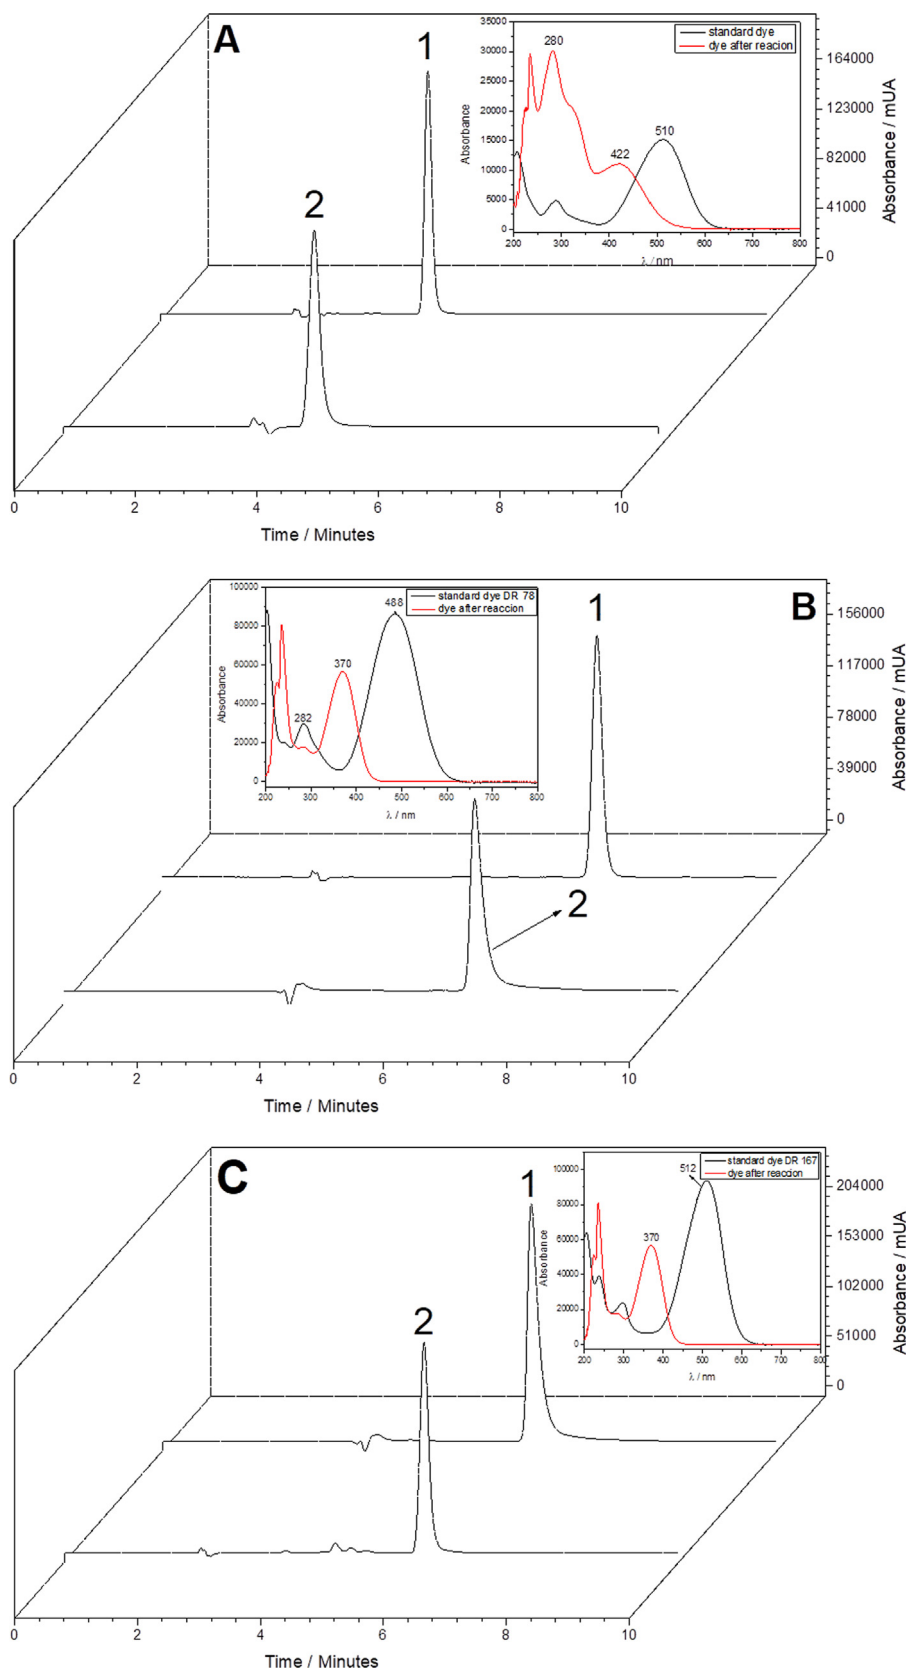 A
1
2
35000
30000
25000
20000
15000
10000
5000
0
Absorbance
standard dye
dye after reacion
280
422
510
200 300 400 500 600 700 800
λ / nm
164000
123000
82000
41000
0
Absorbance / mUA
0 2 4 6 8 10
Time / Minutes
B
1
2
100000
80000
60000
40000
20000
0
Absorbance
standard dye DR 78
dye after reaccion
488
370
282
200 300 400 500 600 700 800
λ / nm
156000
117000
78000
39000
0
Absorbance / mUA
0 2 4 6 8 10
Time / Minutes
C
1
2
100000
80000
60000
40000
20000
0
Absorbance
standard dye DR 167
dye after reaccion
512
370
200 300 400 500 600 700 800
λ / nm
204000
153000
102000
51000
0
Absorbance / mUA
0 2 4 6 8 10
Time / Minutes